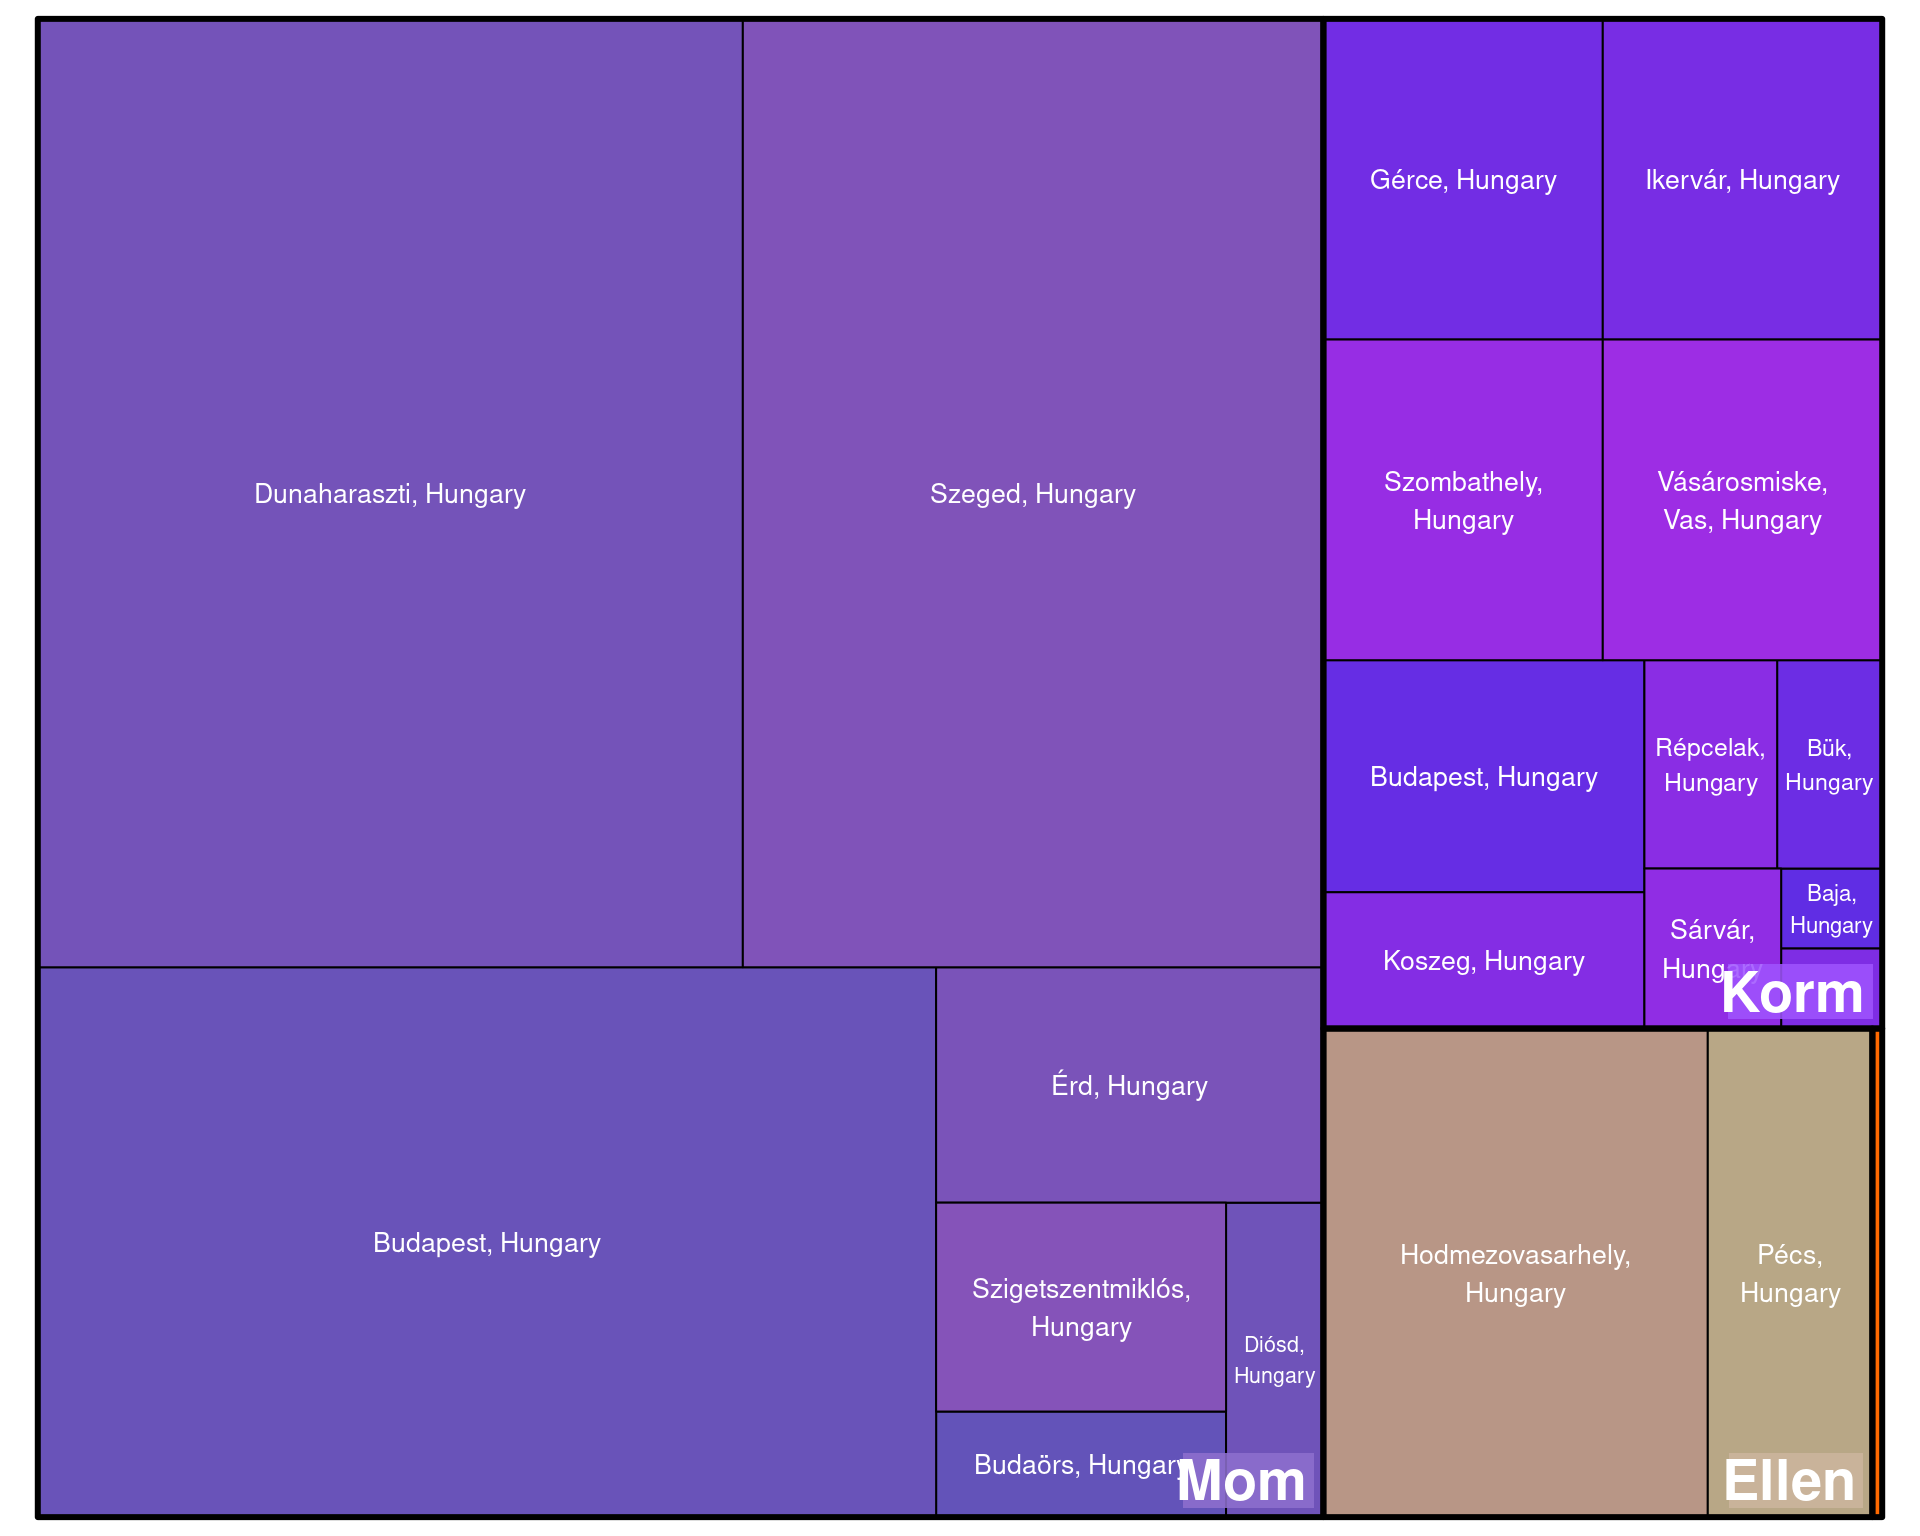 Dunaharaszti, Hungary
Szeged, Hungary
Budapest, Hungary
Érd, Hungary
Szigetszentmiklós,
Hungary
Diósd,
Hungary
Budaörs, Hungary
Mom
Gérce, Hungary
Ikervár, Hungary
Szombathely,
Hungary
Vásárosmiske,
Vas, Hungary
Budapest, Hungary
Répcelak,
Hungary
Bük,
Hungary
Koszeg, Hungary
Sárvár,
Hungary
Baja,
Hungary
Korm
Hodmezovasarhely,
Hungary
Pécs,
Hungary
Ellen